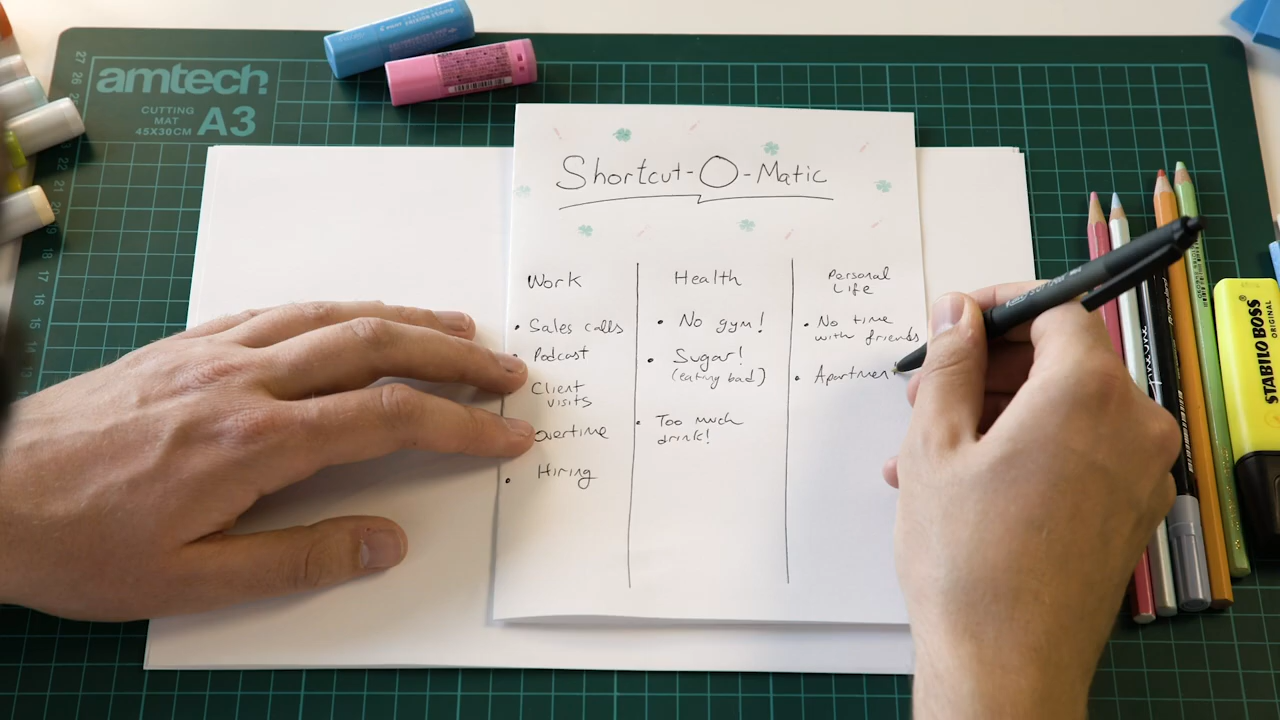 amtech
CUTTING
MAT
45X30CM A3
Shortcut-O-Matic
Work
• Sales calls
• Podcast
Client
visits
overtime
• Hiring
Health
• No gym!
• Sugar!
(eating bad)
• Too much
drink!
Personal
Life
• No time
with friends
• Apartmen
STABILO BOSS
ORIGINAL